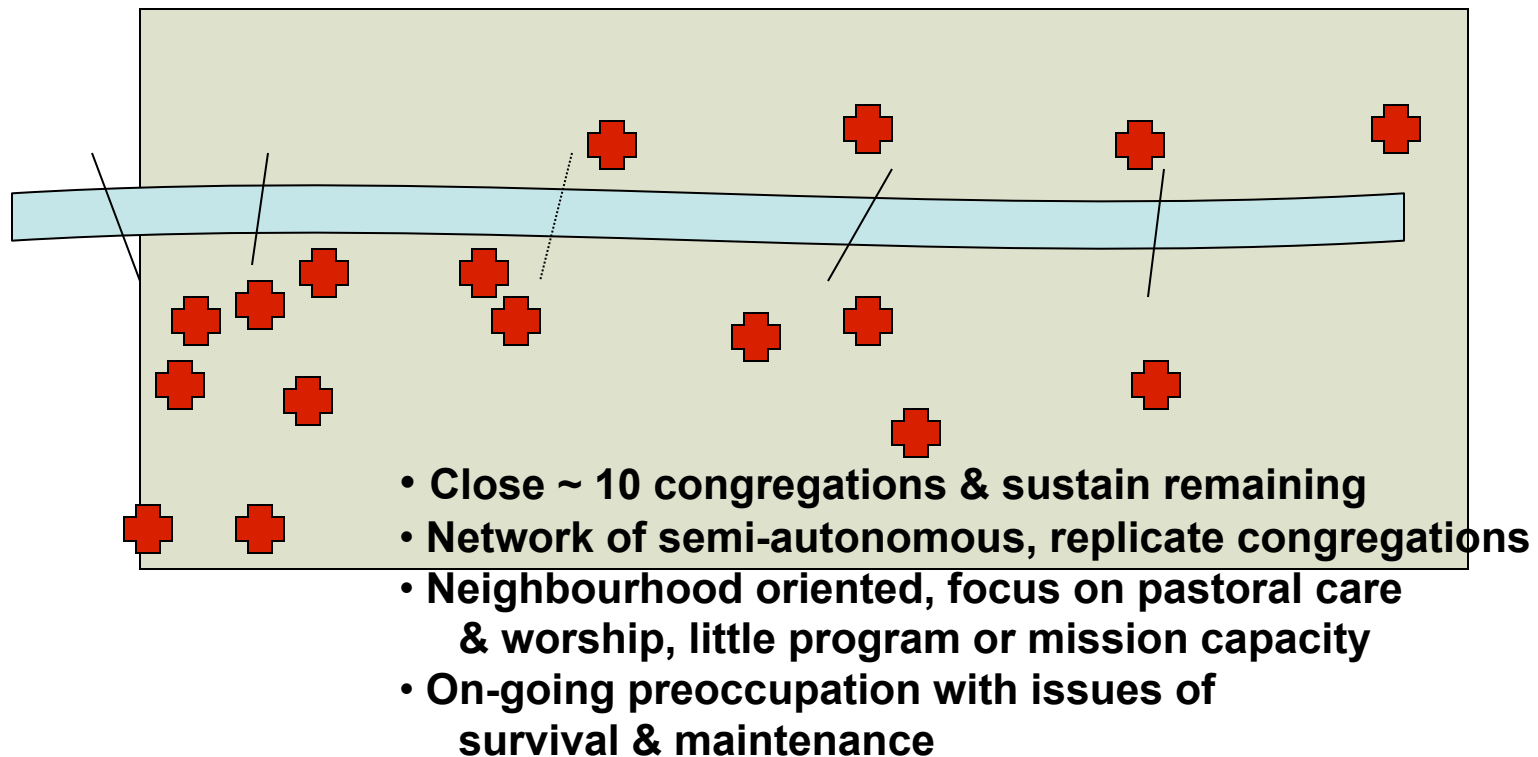 • Close ~ 10 congregations & sustain remaining
• Network of semi-autonomous, replicate congregations
• Neighbourhood oriented, focus on pastoral care
& worship, little program or mission capacity
• On-going preoccupation with issues of
survival & maintenance